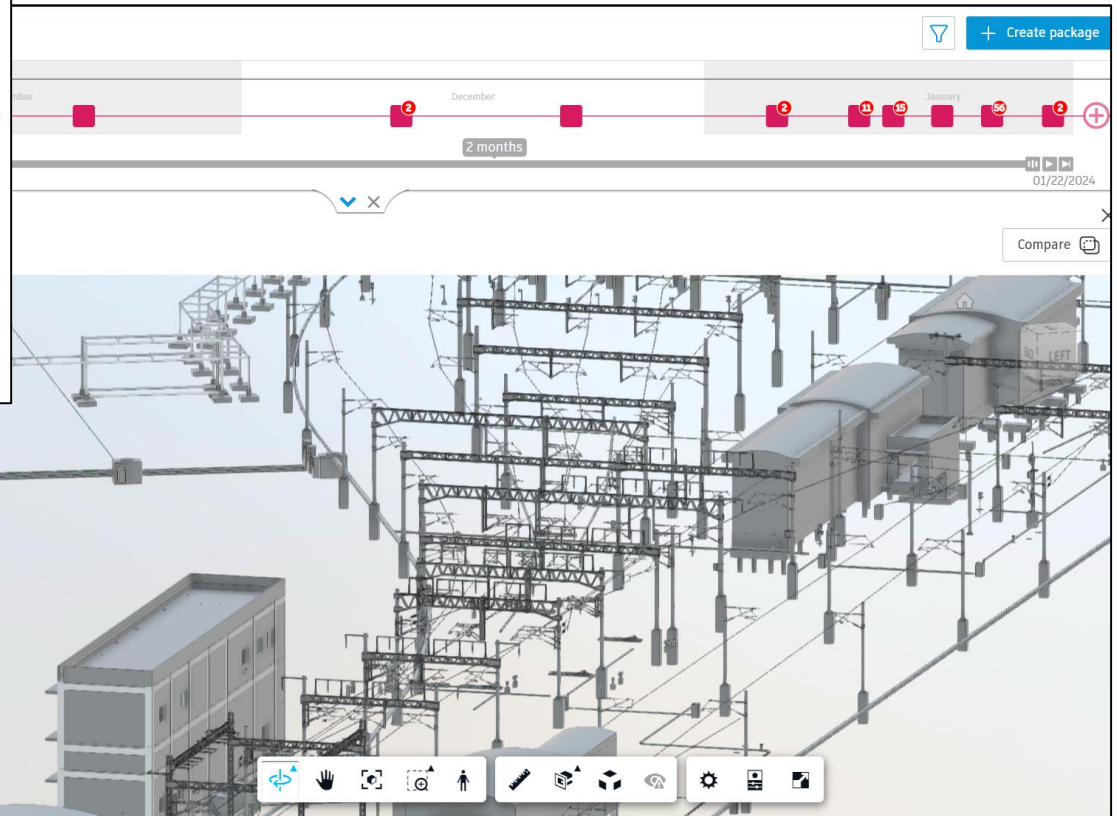 Create package
mber
December
January
2
2
11
15
56
2
2 months
01/22/2024
Compare
LEFT